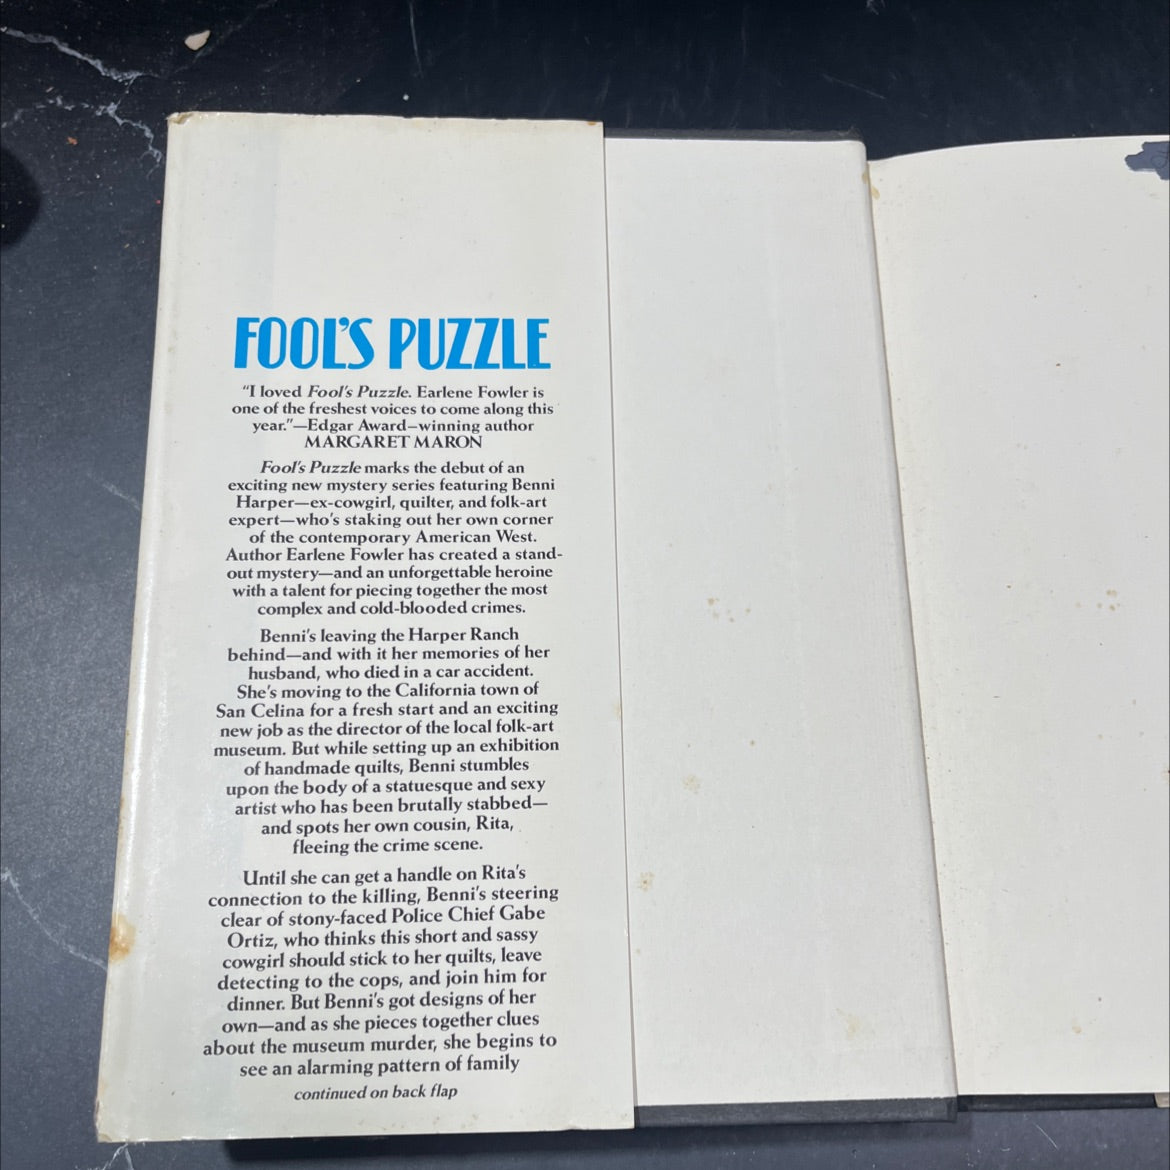 FOOL'S PUZZLE
“I loved Fool's Puzzle. Earlene Fowler is
one of the freshest voices to come along this
year.”—Edgar Award–winning author
MARGARET MARON
Fool's Puzzle marks the debut of an
exciting new mystery series featuring Benni
Harper—ex-cowgirl, quilter, and folk-art
expert—who's staking out her own corner
of the contemporary American West.
Author Earlene Fowler has created a stand-
out mystery—and an unforgettable heroine
with a talent for piecing together the most
complex and cold-blooded crimes.
Benni's leaving the Harper Ranch
behind—and with it her memories of her
husband, who died in a car accident.
She's moving to the California town of
San Celina for a fresh start and an exciting
new job as the director of the local folk-art
museum. But while setting up an exhibition
of handmade quilts, Benni stumbles
upon the body of a statuesque and sexy
artist who has been brutally stabbed—
and spots her own cousin, Rita,
fleeing the crime scene.
Until she can get a handle on Rita's
connection to the killing, Benni's steering
clear of stony-faced Police Chief Gabe
Ortiz, who thinks this short and sassy
cowgirl should stick to her quilts, leave
detecting to the cops, and join him for
dinner. But Benni's got designs of her
own—and as she pieces together clues
about the museum murder, she begins to
see an alarming pattern of family
continued on back flap